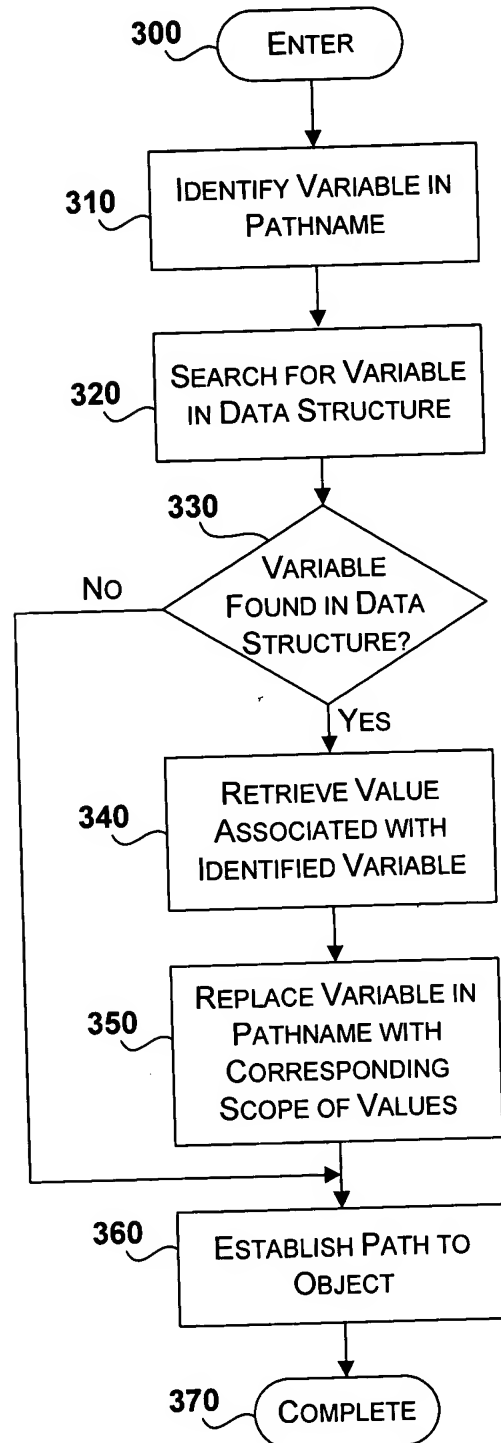 300
ENTER
310
IDENTIFY VARIABLE IN
PATHNAME
320
SEARCH FOR VARIABLE
IN DATA STRUCTURE
330
VARIABLE
FOUND IN DATA
STRUCTURE?
NO
YES
340
RETRIEVE VALUE
ASSOCIATED WITH
IDENTIFIED VARIABLE
350
REPLACE VARIABLE IN
PATHNAME WITH
CORRESPONDING
SCOPE OF VALUES
360
ESTABLISH PATH TO
OBJECT
370
COMPLETE